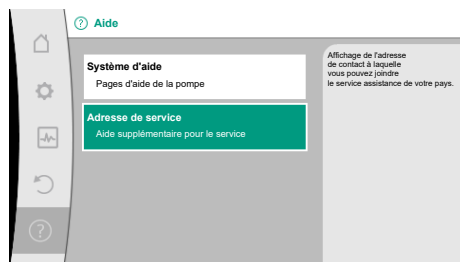 Aide
Système d'aide
Pages d'aide de la pompe
Adresse de service
Aide supplémentaire pour le service
Affichage de l'adresse
de contact à laquelle
vous pouvez joindre
le service assistance de votre pays.